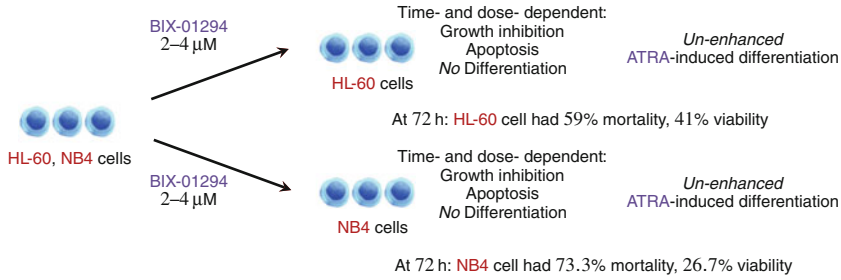 BIX-01294
2–4 μM
Time- and dose- dependent:
Growth inhibition
Apoptosis
No Differentiation
Un-enhanced
ATRA-induced differentiation
HL-60 cells
At 72 h: HL-60 cell had 59% mortality, 41% viability
HL-60, NB4 cells
BIX-01294
2–4 μM
Time- and dose- dependent:
Growth inhibition
Apoptosis
No Differentiation
Un-enhanced
ATRA-induced differentiation
NB4 cells
At 72 h: NB4 cell had 73.3% mortality, 26.7% viability